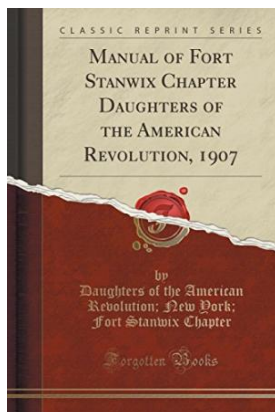 CLASSIC REPRINT SERIES
MANUAL OF FORT
STANWIX CHAPTER
DAUGHTERS OF
THE AMERICAN
REVOLUTION, 1907
by
Daughters of the American
Revolution; New York;
Fort Stanwix Chapter
Forgotten Books